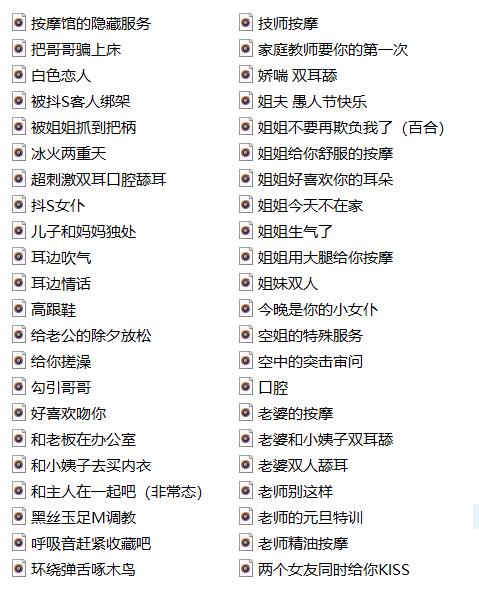 按摩馆的隐藏服务
把哥哥骗上床
白色恋人
被抖S客人绑架
被姐姐抓到把柄
冰火两重天
超刺激双耳口腔舔耳
抖S女仆
儿子和妈妈独处
耳边吹气
耳边情话
高跟鞋
给老公的除夕放松
给你搓澡
勾引哥哥
好喜欢吻你
和老板在办公室
和小姨子去买内衣
和主人在一起吧（非常态）
黑丝玉足M调教
呼吸音赶紧收藏吧
环绕弹舌啄木鸟
技师按摩
家庭教师要你的第一次
娇喘 双耳舔
姐夫 愚人节快乐
姐姐不要再欺负我了（百合）
姐姐给你舒服的按摩
姐姐好喜欢你的耳朵
姐姐今天不在家
姐姐生气了
姐姐用大腿给你按摩
姐妹双人
今晚是你的小女仆
空姐的特殊服务
空中的突击审问
口腔
老婆的按摩
老婆和小姨子双耳舔
老婆双人舔耳
老师别这样
老师的元旦特训
老师精油按摩
两个女友同时给你KISS